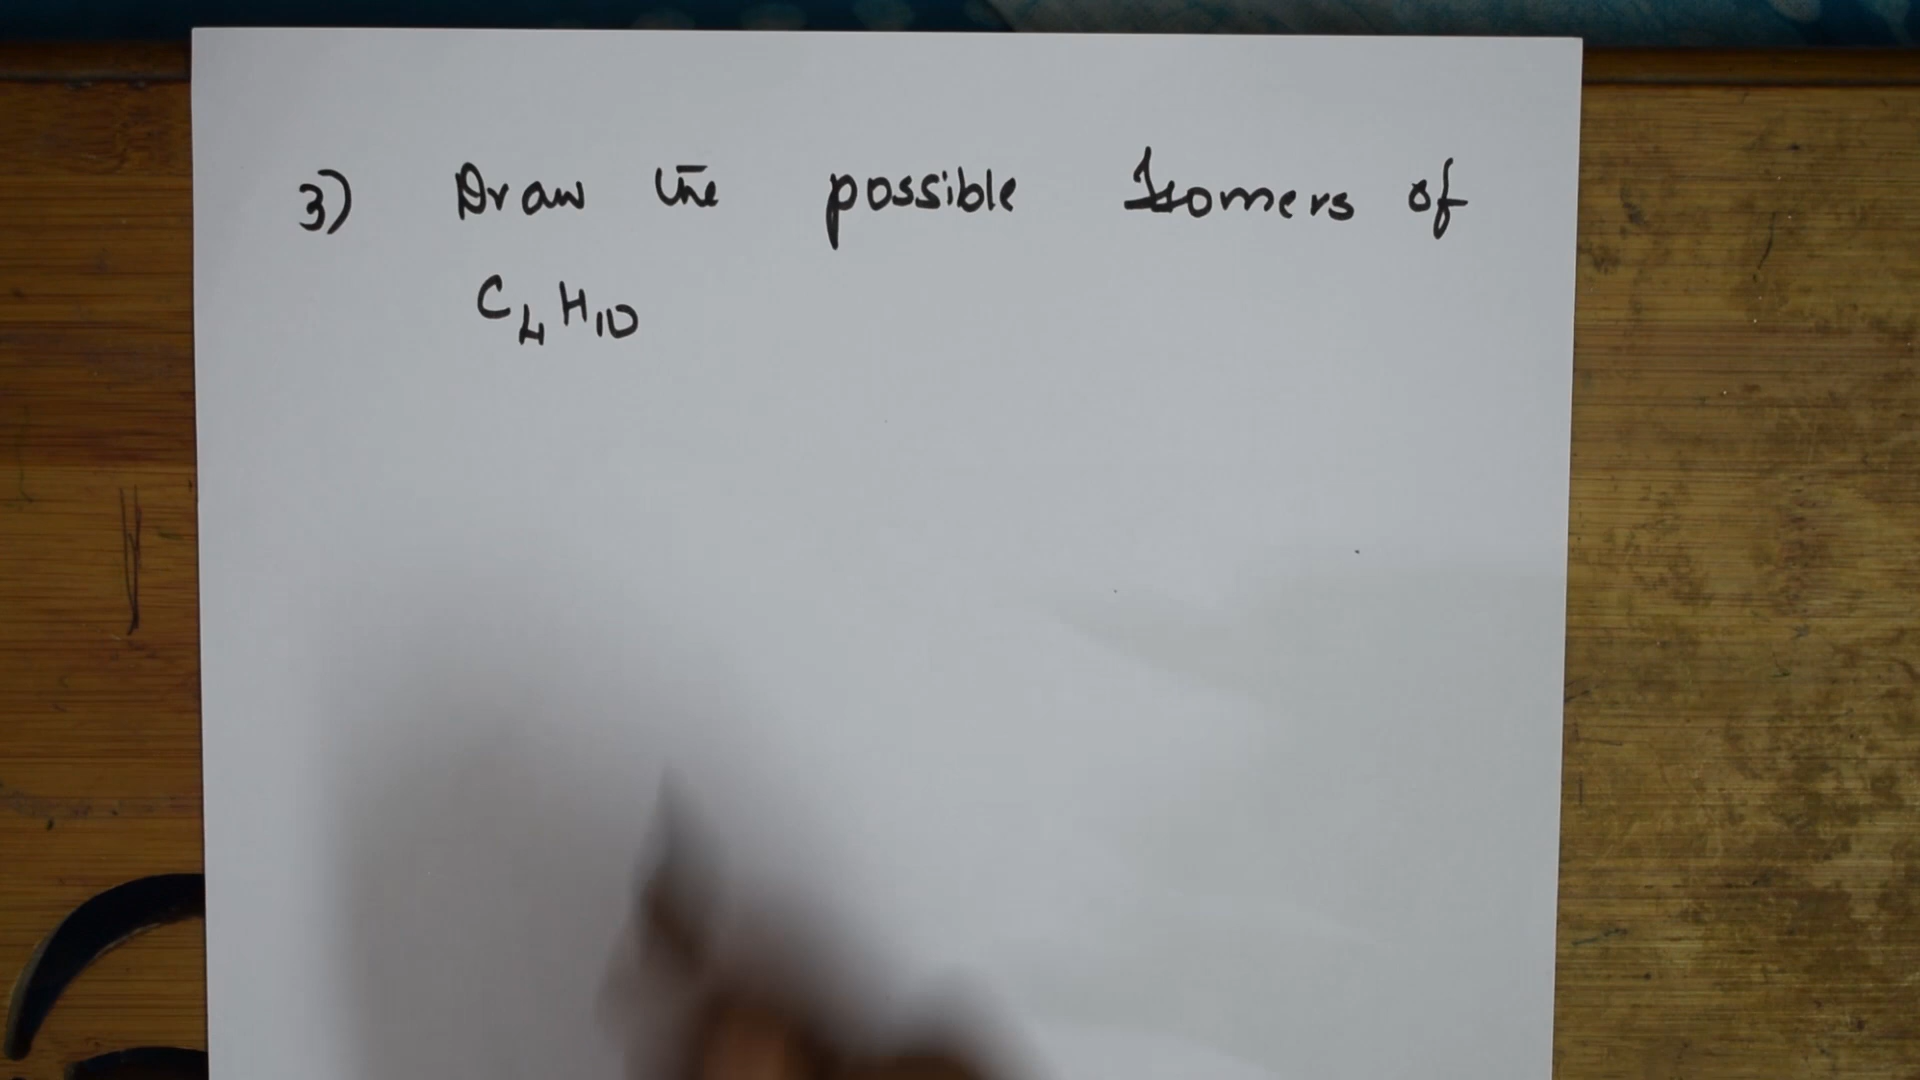 3) Draw the possible Isomers of
C₄H₁₀